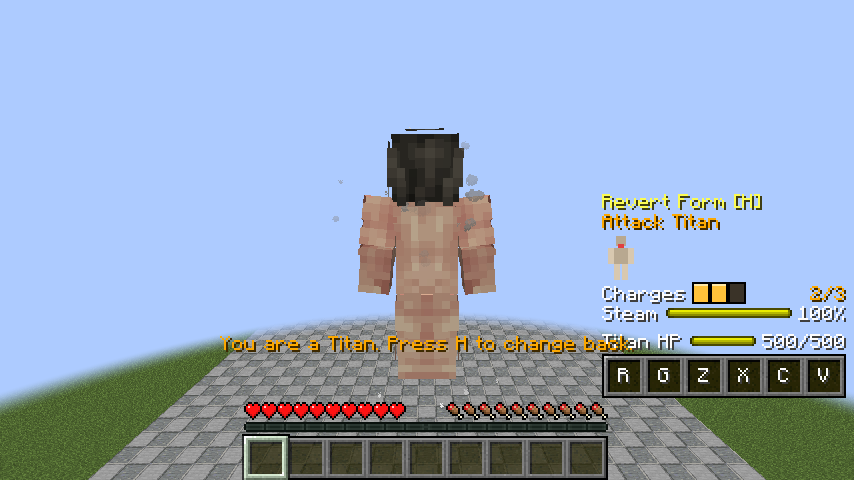 Revert Form [H]
Attack Titan
Charges 2/3
Steam 100%
You are a Titan. Press H to change back.
Titan HP 500/500
R G Z X C V